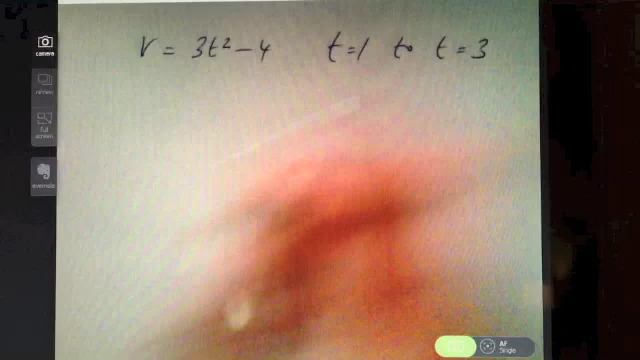 v = 3t² - 4 t=1 to t=3
camera
review
full screen
evernote
AF
Single